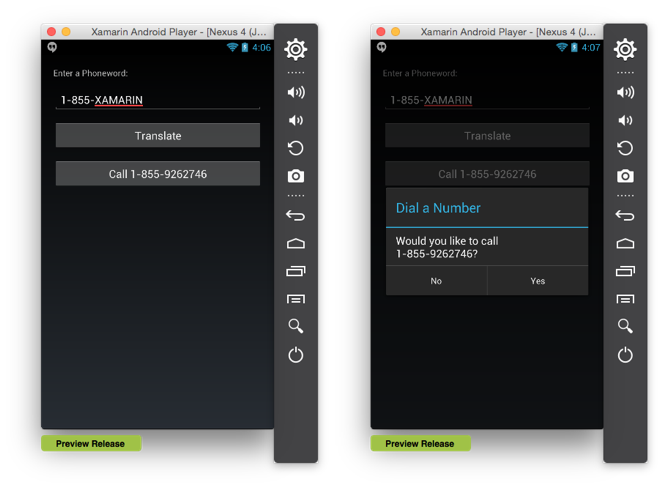 Xamarin Android Player - [Nexus 4 (J...
4:06
Enter a Phoneword:
1-855-XAMARIN
Translate
Call 1-855-9262746
Preview Release
Xamarin Android Player - [Nexus 4 (J...
4:07
Enter a Phoneword:
1-855-XAMARIN
Translate
Call 1-855-9262746
Dial a Number
Would you like to call
1-855-9262746?
No Yes
Preview Release